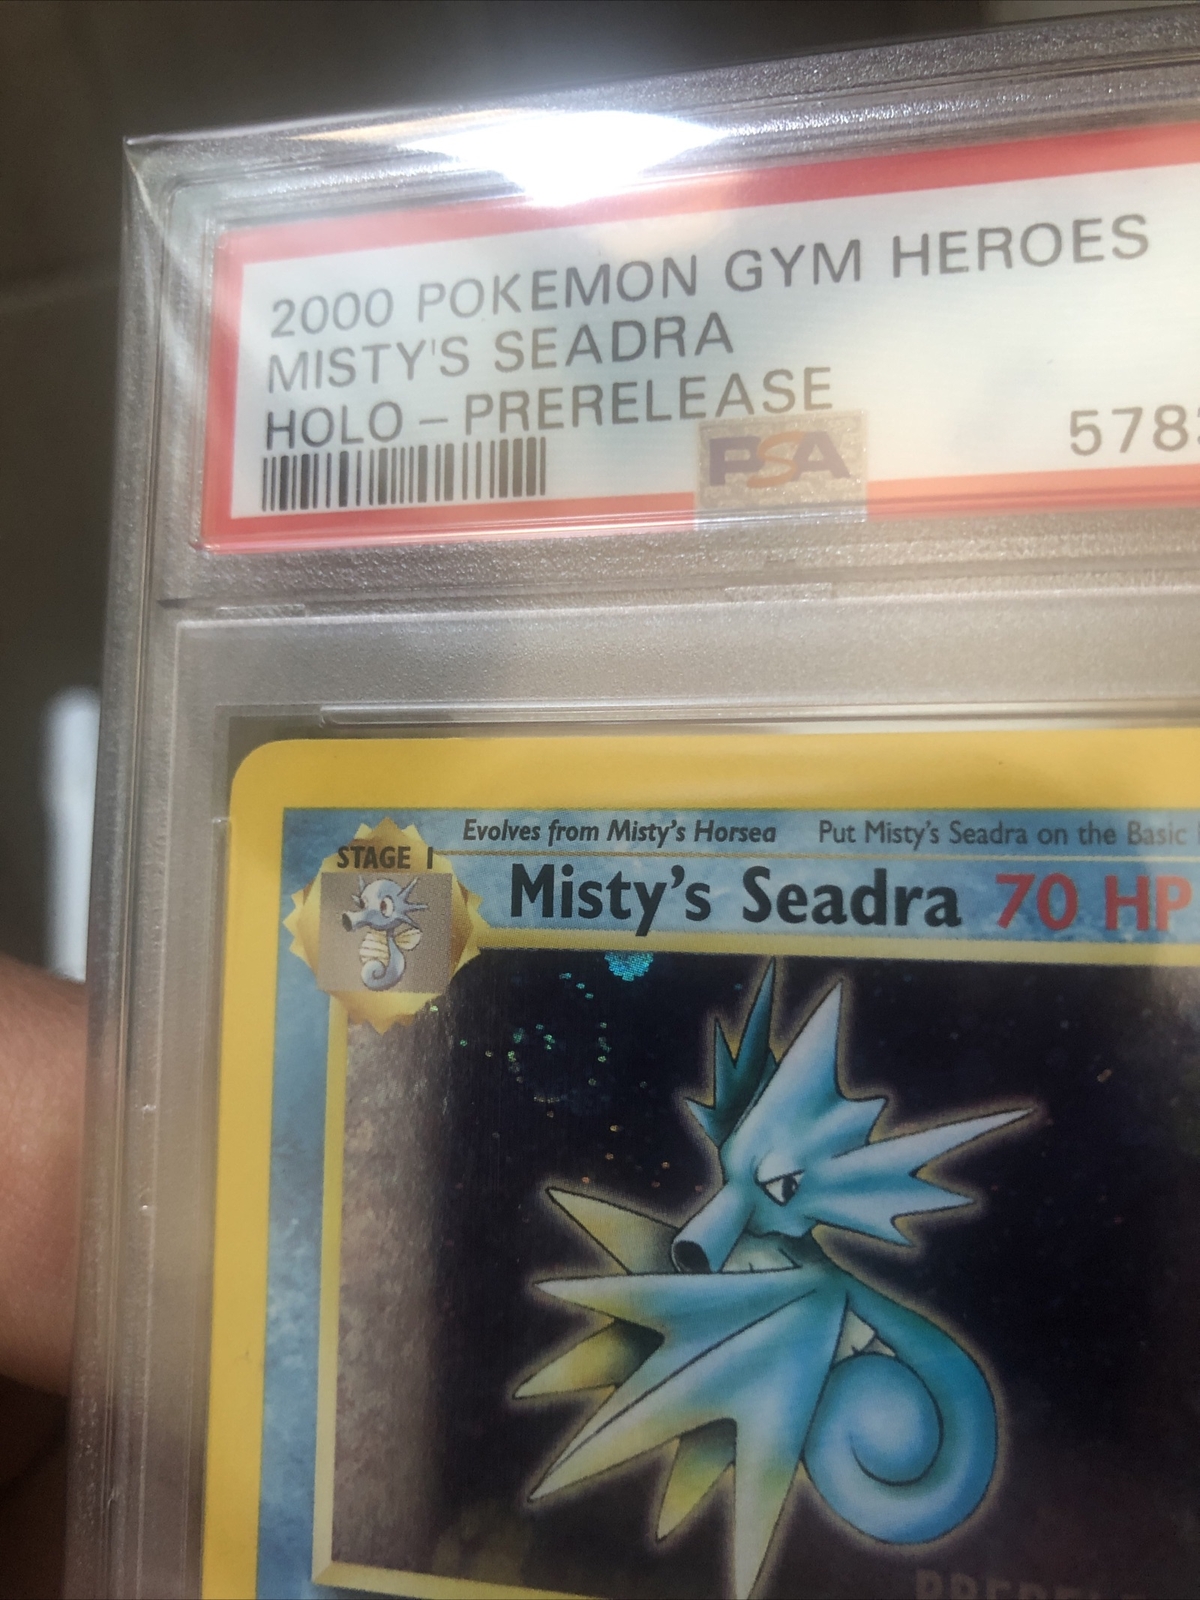 2000 POKEMON GYM HEROES
MISTY'S SEADRA
HOLO – PRERELEASE
PSA
578
Evolves from Misty's Horsea Put Misty's Seadra on the Basic
STAGE 1
Misty's Seadra 70 HP